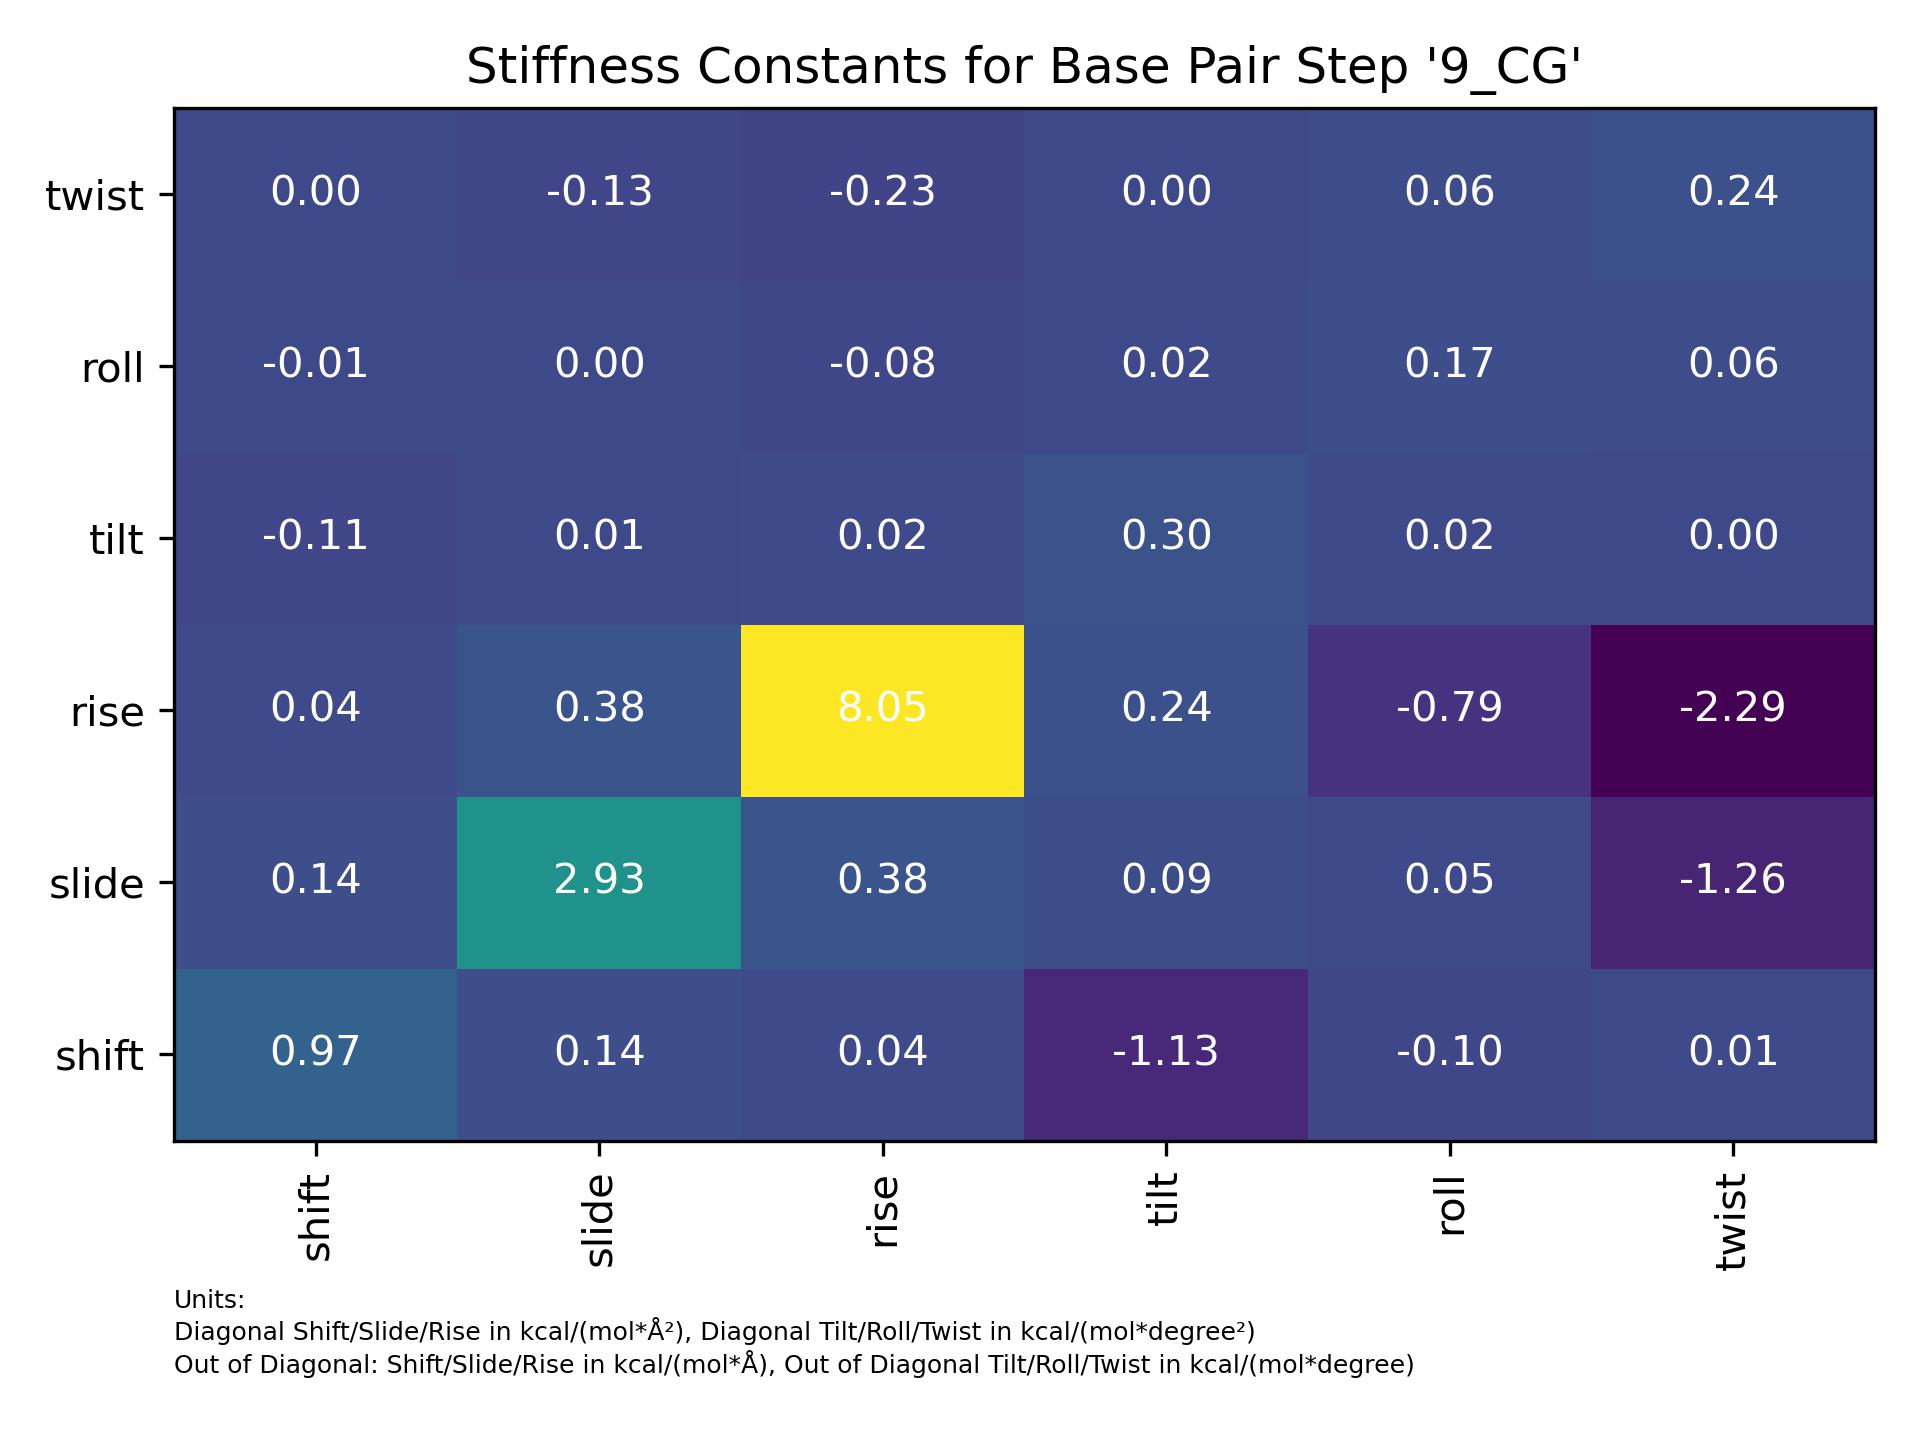 Stiffness Constants for Base Pair Step '9_CG'
twist 0.00 -0.13 -0.23 0.00 0.06 0.24
roll -0.01 0.00 -0.08 0.02 0.17 0.06
tilt -0.11 0.01 0.02 0.30 0.02 0.00
rise 0.04 0.38 8.05 0.24 -0.79 -2.29
slide 0.14 2.93 0.38 0.09 0.05 -1.26
shift 0.97 0.14 0.04 -1.13 -0.10 0.01
shift slide rise tilt roll twist
Units:
Diagonal Shift/Slide/Rise in kcal/(mol*Å²), Diagonal Tilt/Roll/Twist in kcal/(mol*degree²)
Out of Diagonal: Shift/Slide/Rise in kcal/(mol*Å), Out of Diagonal Tilt/Roll/Twist in kcal/(mol*degree)